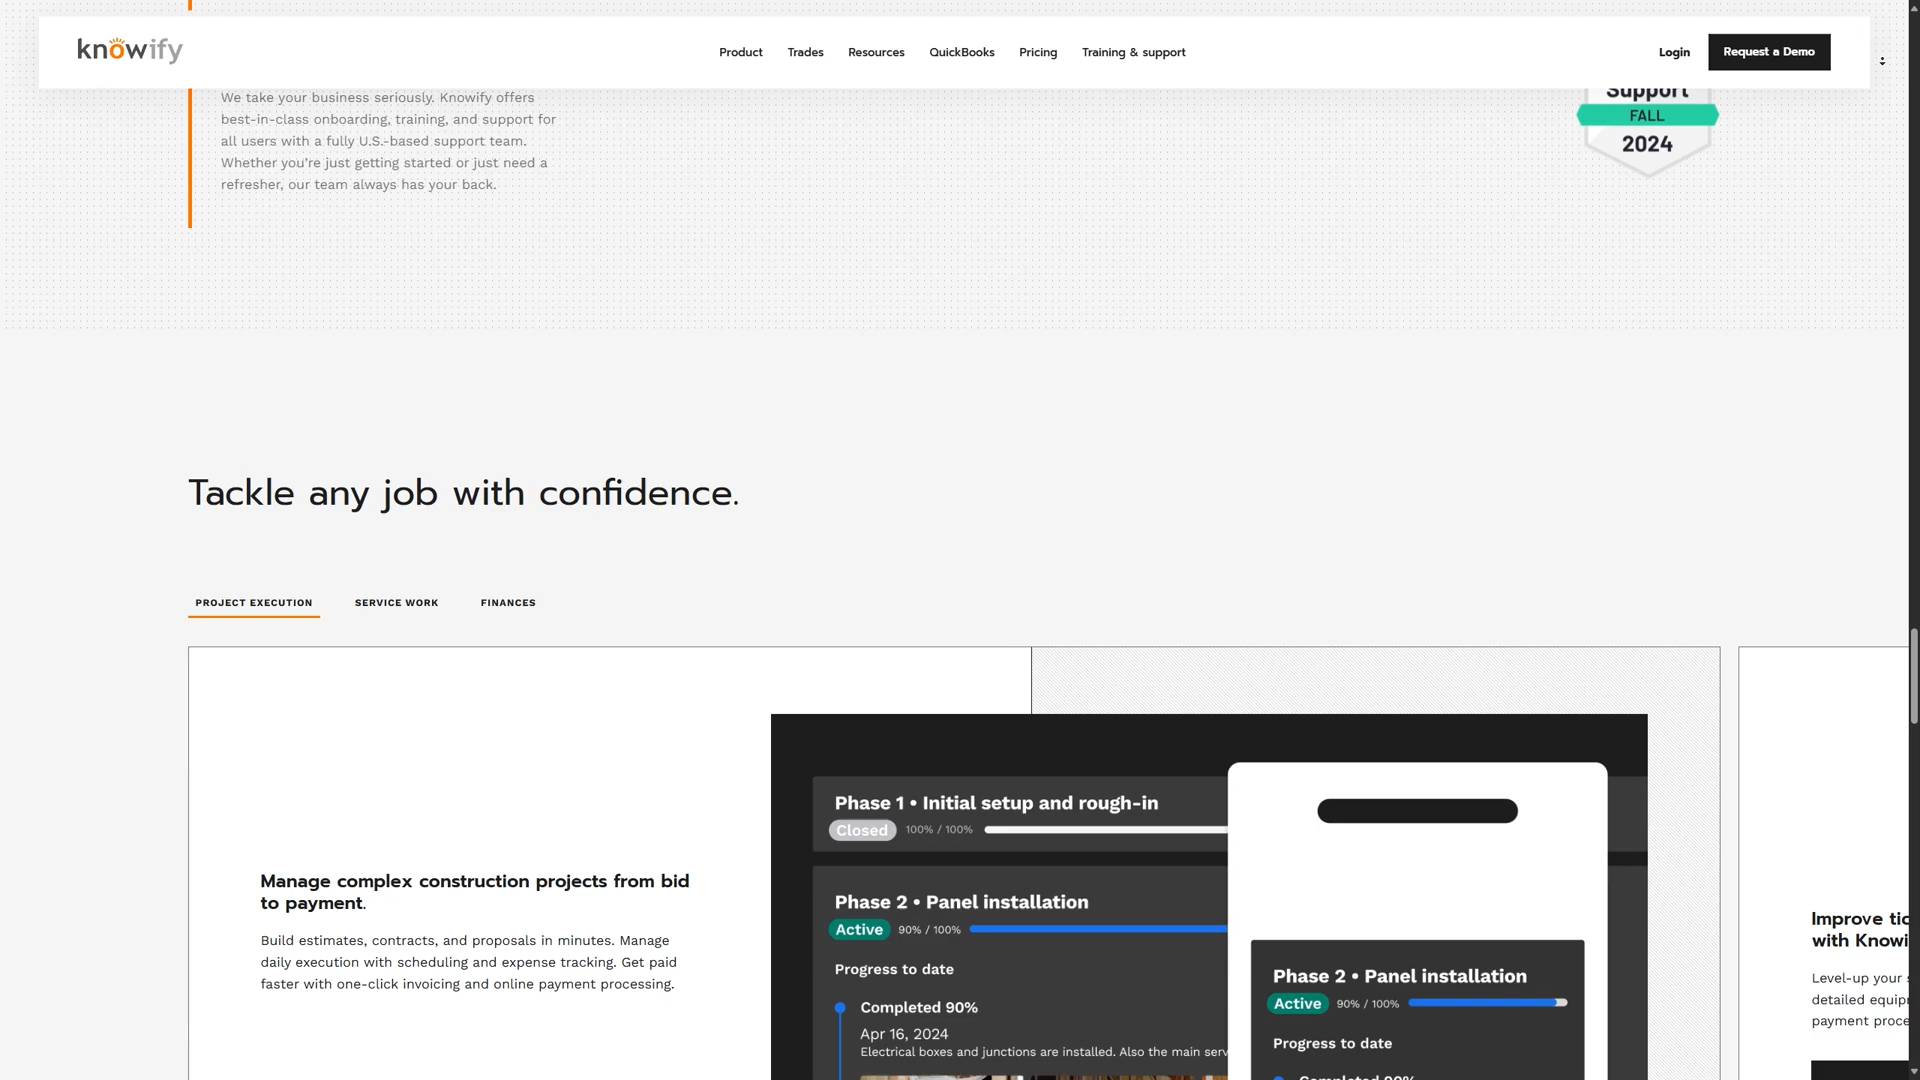 knowify
Product
Trades
Resources
QuickBooks
Pricing
Training & support
Login
Request a Demo
We take your business seriously. Knowify offers
best-in-class onboarding, training, and support for
all users with a fully U.S.-based support team.
Whether you're just getting started or just need a
refresher, our team always has your back.
Support
FALL
2024
Tackle any job with confidence.
PROJECT EXECUTION
SERVICE WORK
FINANCES
Manage complex construction projects from bid
to payment.
Build estimates, contracts, and proposals in minutes. Manage
daily execution with scheduling and expense tracking. Get paid
faster with one-click invoicing and online payment processing.
Phase 1 • Initial setup and rough-in
Closed
100% / 100%
Phase 2 • Panel installation
Active
90% / 100%
Progress to date
Completed 90%
Apr 16, 2024
Electrical boxes and junctions are installed. Also the main serv
Phase 2 • Panel installation
Active
90% / 100%
Progress to date
Completed 90%
Improve tic
with Knowi
Level-up your
detailed equip
payment proce